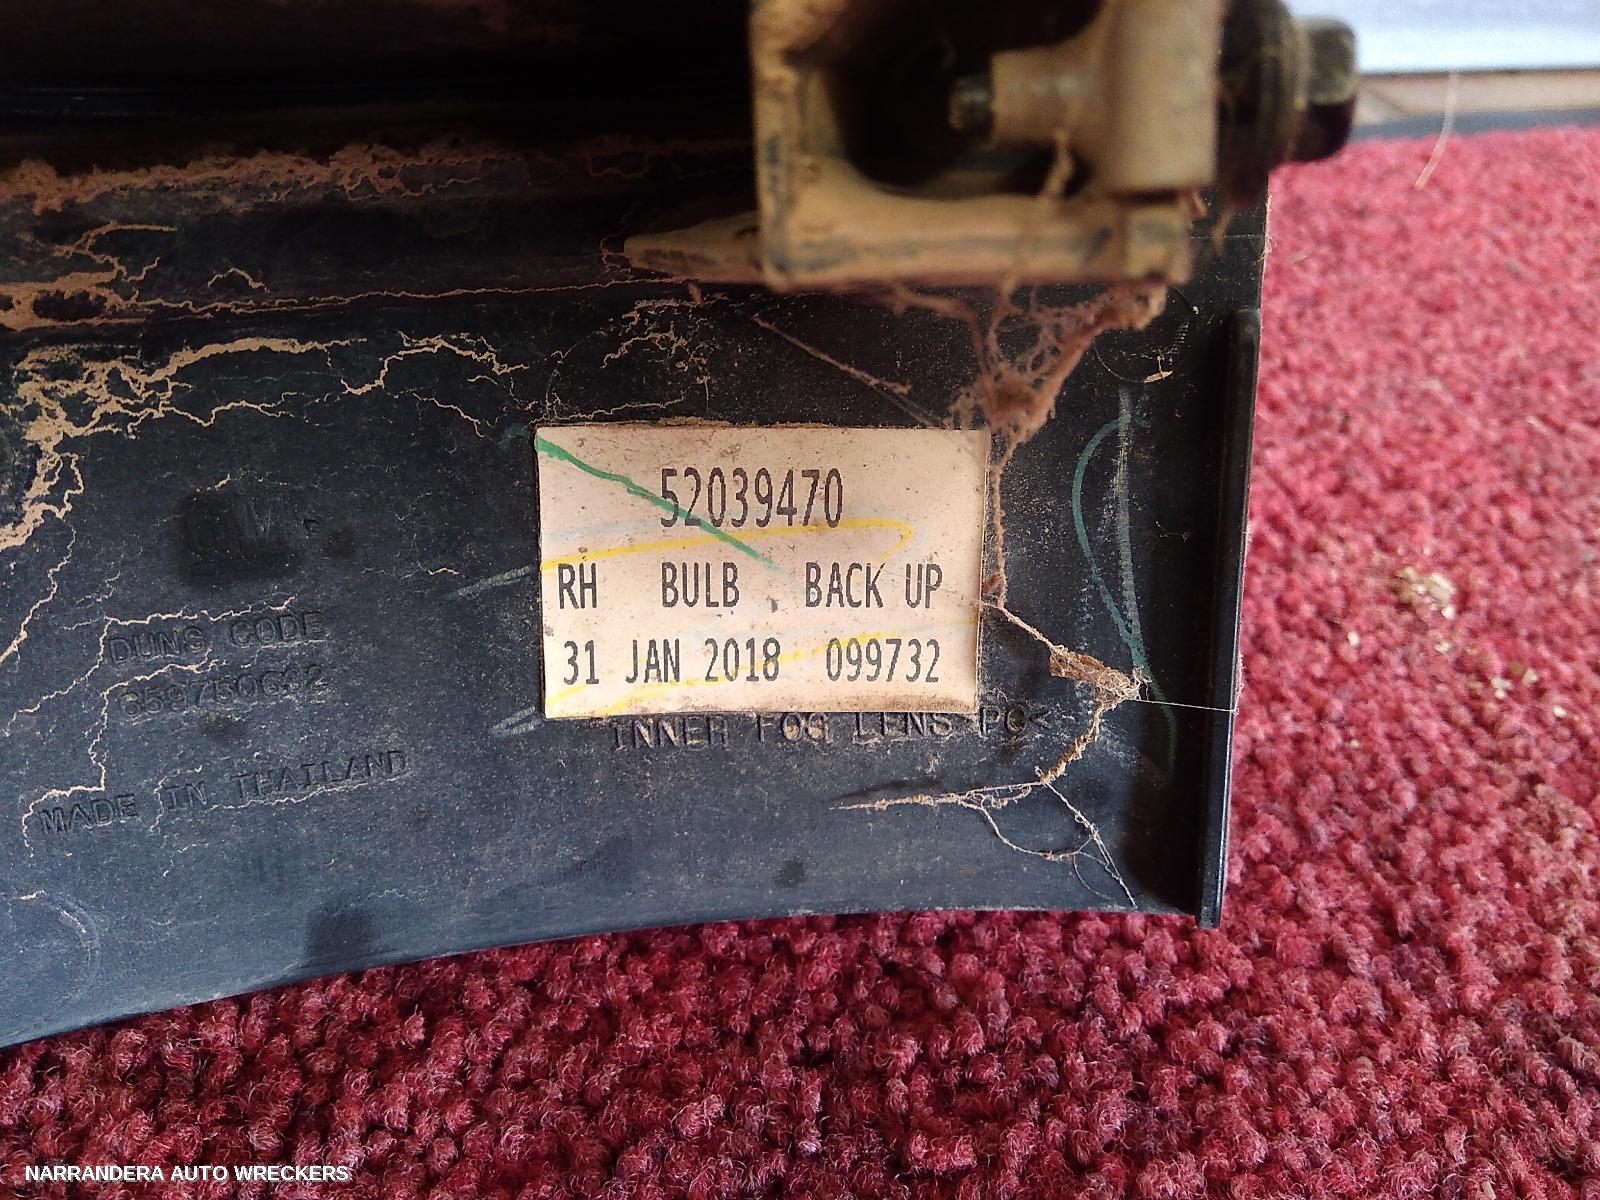 52039470
RH BULB BACK UP
31 JAN 2018 099732
INNER FOG LENS>PC<
GM
DUNS CODE
MADE IN THAILAND
NARRANDERA AUTO WRECKERS